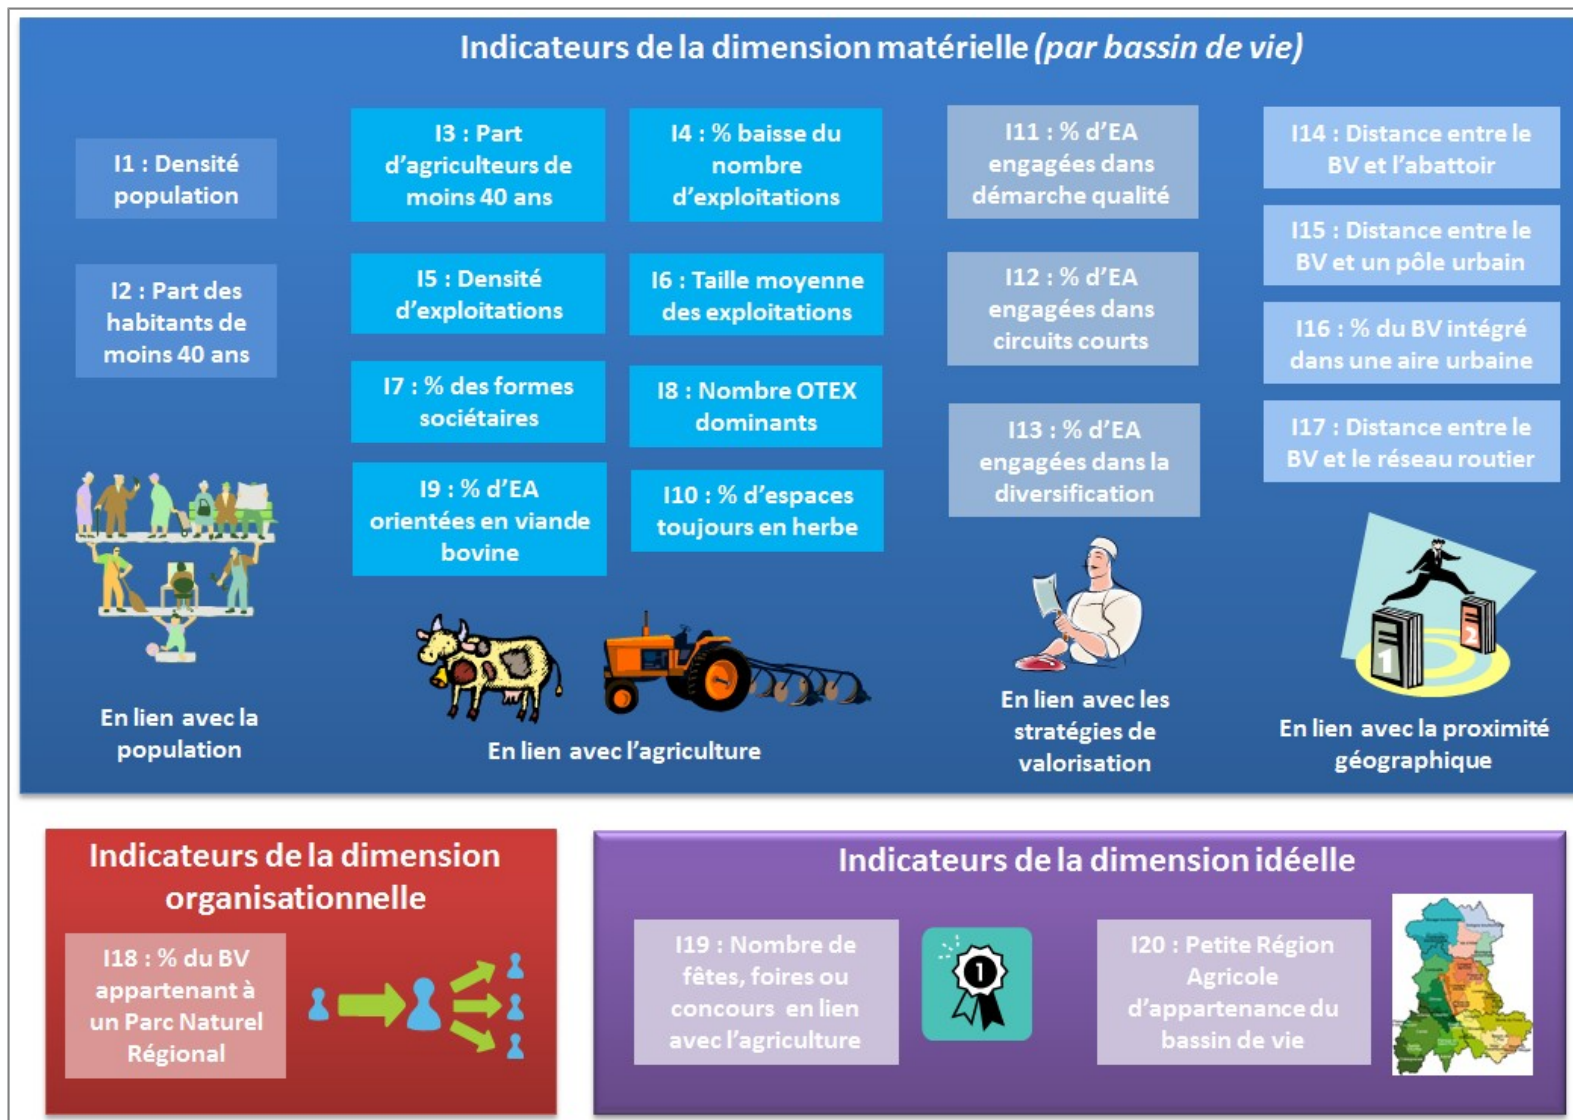 Indicateurs de la dimension matérielle (par bassin de vie)
I1 : Densité
population
I2 : Part des
habitants de
moins 40 ans
En lien avec la
population
I3 : Part
d’agriculteurs de
moins 40 ans
I4 : % baisse du
nombre
d’exploitations
I5 : Densité
d’exploitations
I6 : Taille moyenne
des exploitations
I7 : % des formes
sociétaires
I8 : Nombre OTEX
dominants
I9 : % d’EA
orientées en viande
bovine
I10 : % d’espaces
toujours en herbe
En lien avec l’agriculture
I11 : % d’EA
engagées dans
démarche qualité
I12 : % d’EA
engagées dans
circuits courts
I13 : % d’EA
engagées dans la
diversification
En lien avec les
stratégies de
valorisation
I14 : Distance entre le
BV et l’abattoir
I15 : Distance entre le
BV et un pôle urbain
I16 : % du BV intégré
dans une aire urbaine
I17 : Distance entre le
BV et le réseau routier
1
2
En lien avec la proximité
géographique
Indicateurs de la dimension
organisationnelle
I18 : % du BV
appartenant à
un Parc Naturel
Régional
Indicateurs de la dimension idéelle
I19 : Nombre de
fêtes, foires ou
concours en lien
avec l’agriculture
1
I20 : Petite Région
Agricole
d’appartenance du
bassin de vie